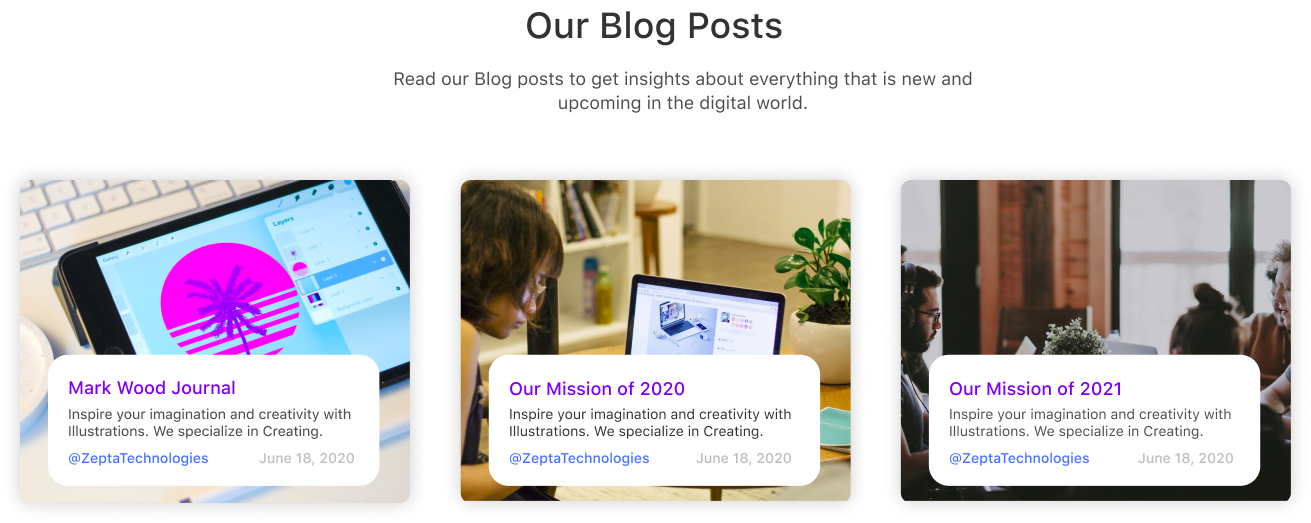 Our Blog Posts
Read our Blog posts to get insights about everything that is new and
upcoming in the digital world.
Gallery
Layers
Mark Wood Journal
Inspire your imagination and creativity with
Illustrations. We specialize in Creating.
@ZeptaTechnologies June 18, 2020
Our Mission of 2020
Inspire your imagination and creativity with
Illustrations. We specialize in Creating.
@ZeptaTechnologies June 18, 2020
Our Mission of 2021
Inspire your imagination and creativity with
Illustrations. We specialize in Creating.
@ZeptaTechnologies June 18, 2020